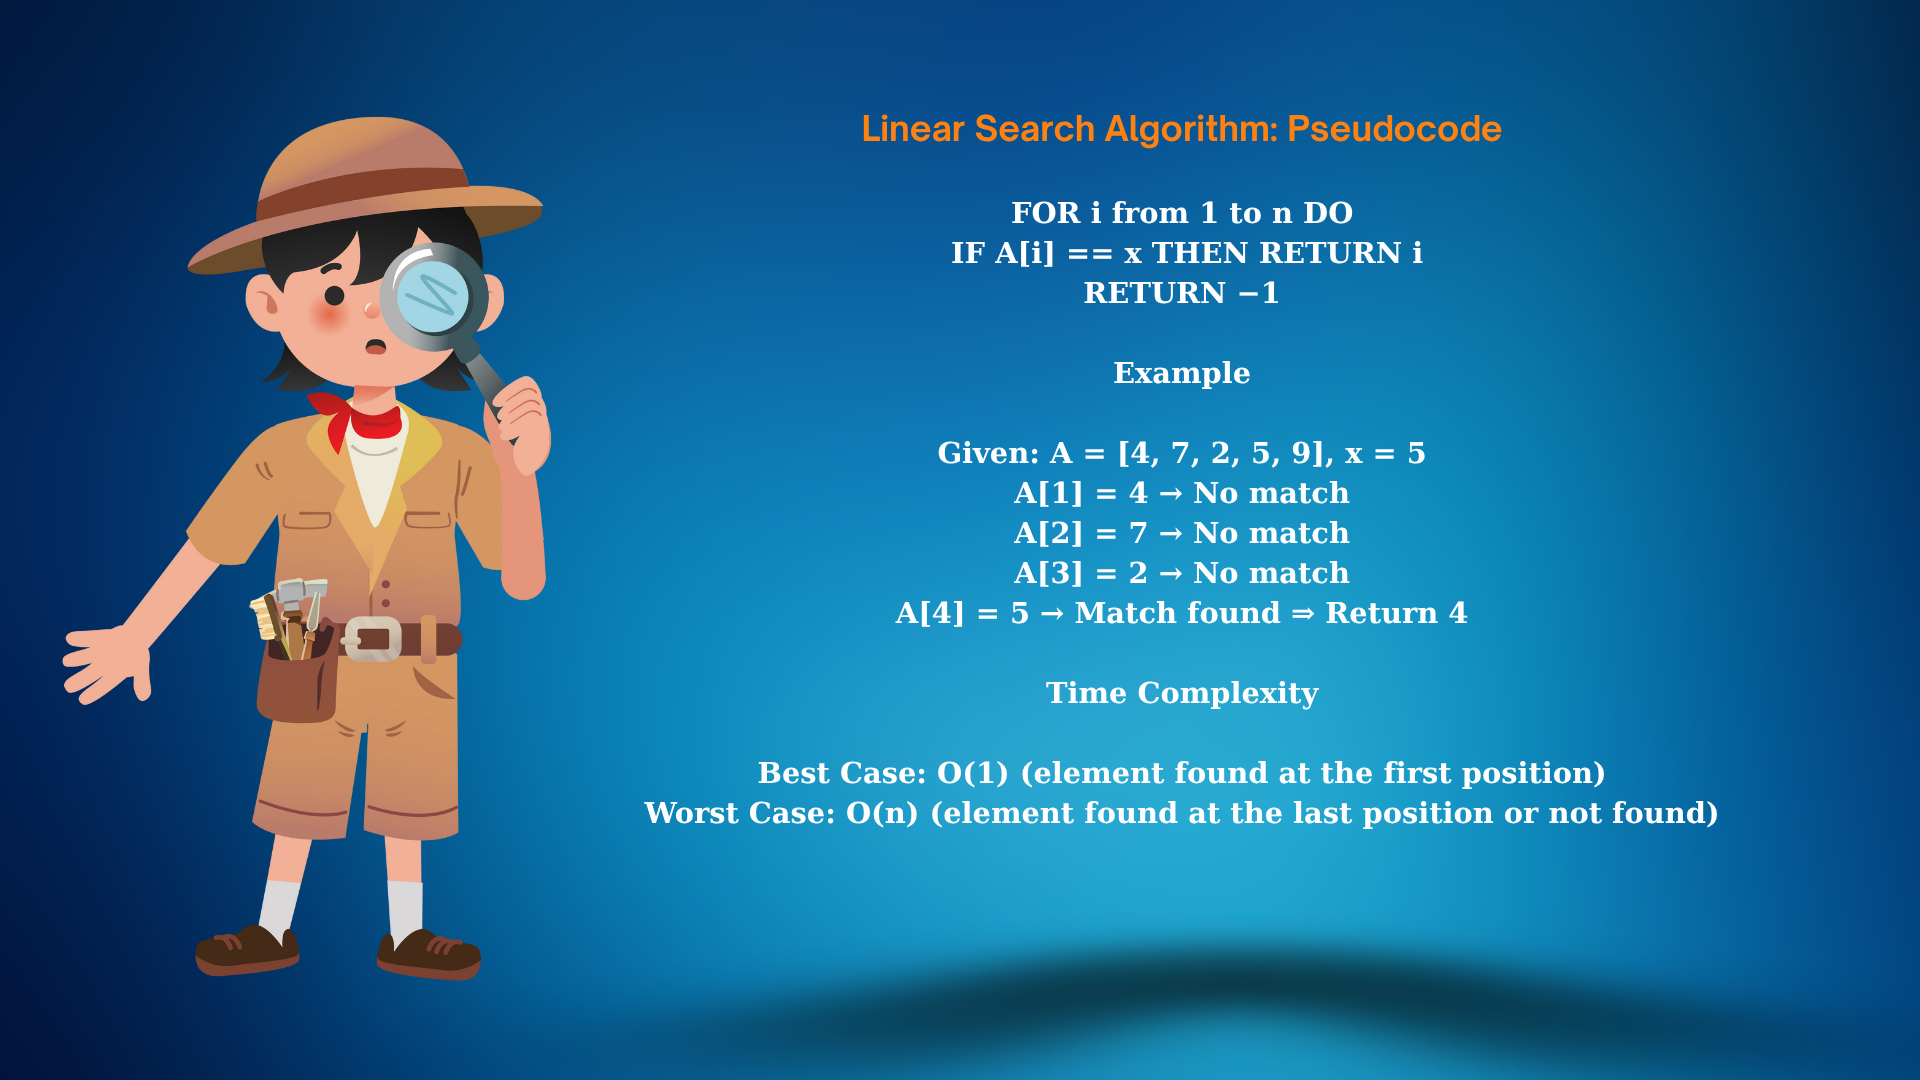 Linear Search Algorithm: Pseudocode
FOR i from 1 to n DO
IF A[i] == x THEN RETURN i
RETURN −1
Example
Given: A = [4, 7, 2, 5, 9], x = 5
A[1] = 4 → No match
A[2] = 7 → No match
A[3] = 2 → No match
A[4] = 5 → Match found ⇒ Return 4
Time Complexity
Best Case: O(1) (element found at the first position)
Worst Case: O(n) (element found at the last position or not found)